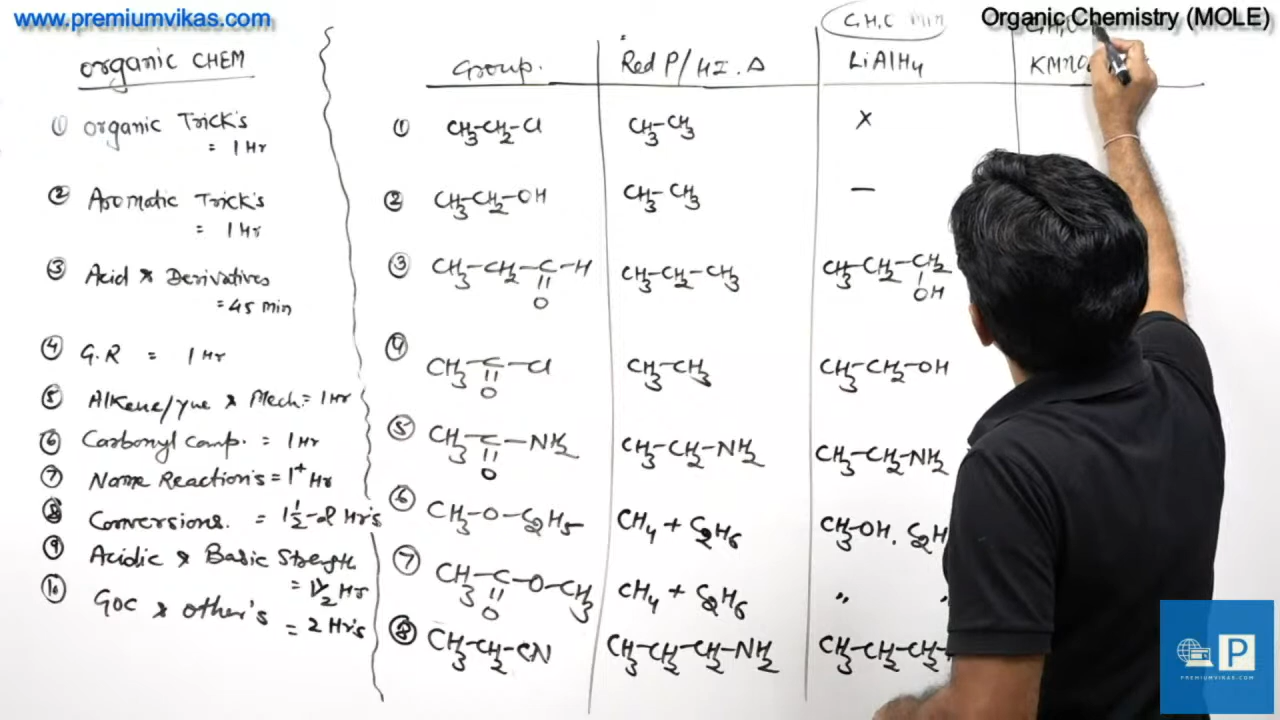 www.premiumvikas.com
Organic Chemistry (MOLE)
organic CHEM
① organic Trick's
= 1 Hr
② Aromatic Trick's
= 1 Hr
③ Acid & Derivatives
= 45 min
④ G.R = 1 Hr
⑤ Alkene/yne & Mech. = 1 Hr
⑥ Carbonyl comp. = 1 Hr
⑦ Name Reaction's = 1⁺ Hr
⑧ Conversions. = 1½-2 Hr's
⑨ Acidic & Basic Strength
= 1½ Hr
⑩ GOC & other's
= 2 Hr's
Group. Red P/HI. Δ LiAlH₄
① CH₃-CH₂-Cl CH₃-CH₃ ×
② CH₃-CH₂-OH CH₃-CH₃ —
③ CH₃-CH₂-C-H CH₃-CH₂-CH₃ CH₃-CH₂-CH₂
O OH
④ CH₃-C-Cl CH₃-CH₃ CH₃-CH₂-OH
O
⑤ CH₃-C-NH₂ CH₃-CH₂-NH₂ CH₃-CH₂-NH₂
O
⑥ CH₃-O-C₂H₅ CH₄ + C₂H₆ CH₃-OH. C₂H
⑦ CH₃-C-O-CH₃ CH₄ + C₂H₆ " "
O
⑧ CH₃-CH₂-CN CH₃-CH₂-CH₂-NH₂ CH₃-CH₂-CH₂-
P
PREMIUMVIKAS.COM